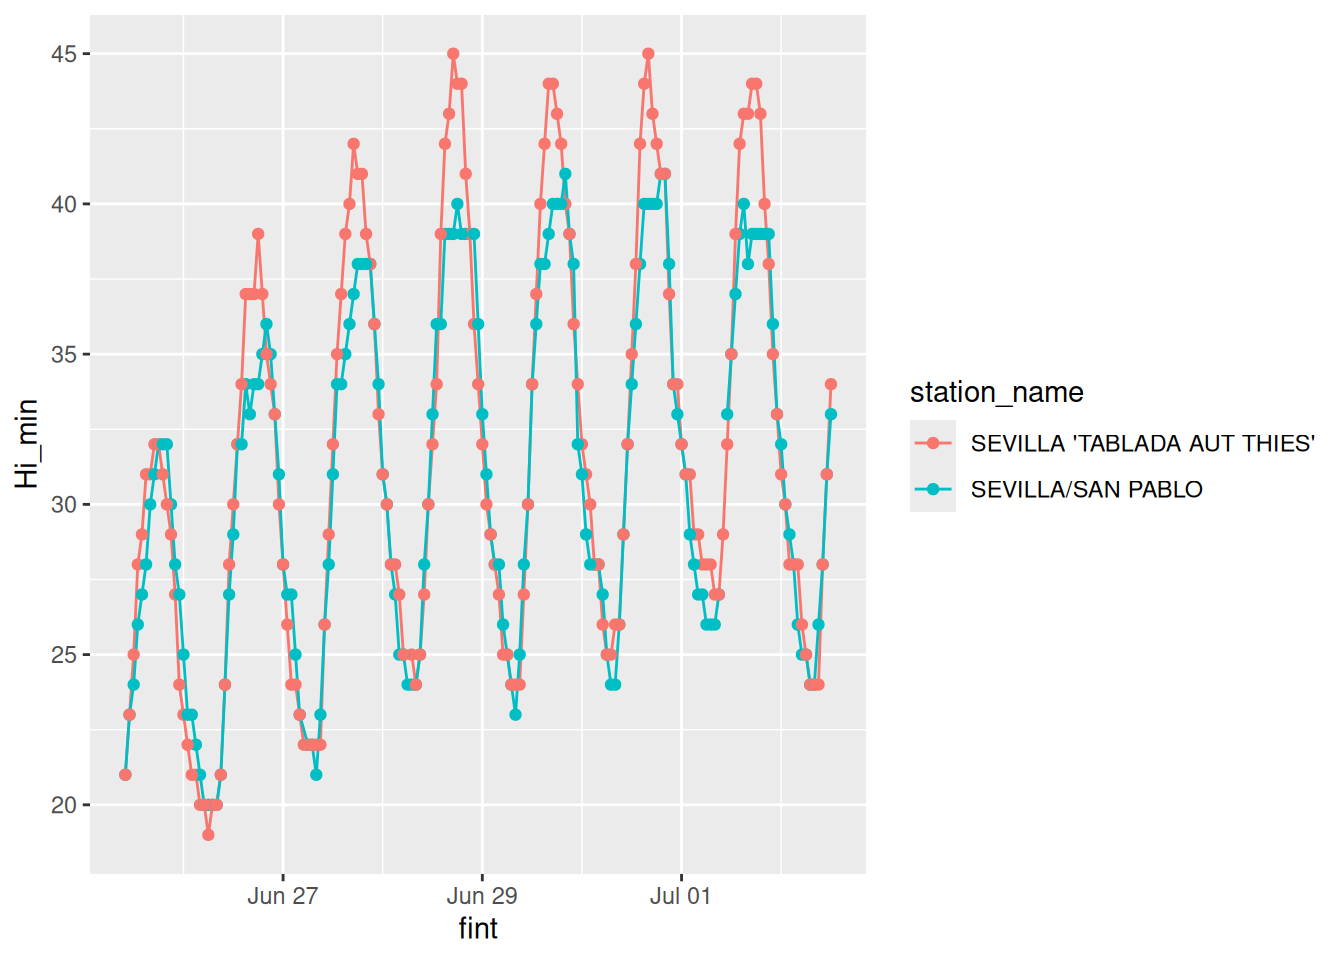 45
40
35
30
25
20
Hi_min
Jun 27
Jun 29
Jul 01
fint
station_name
SEVILLA 'TABLADA AUT THIES'
SEVILLA/SAN PABLO